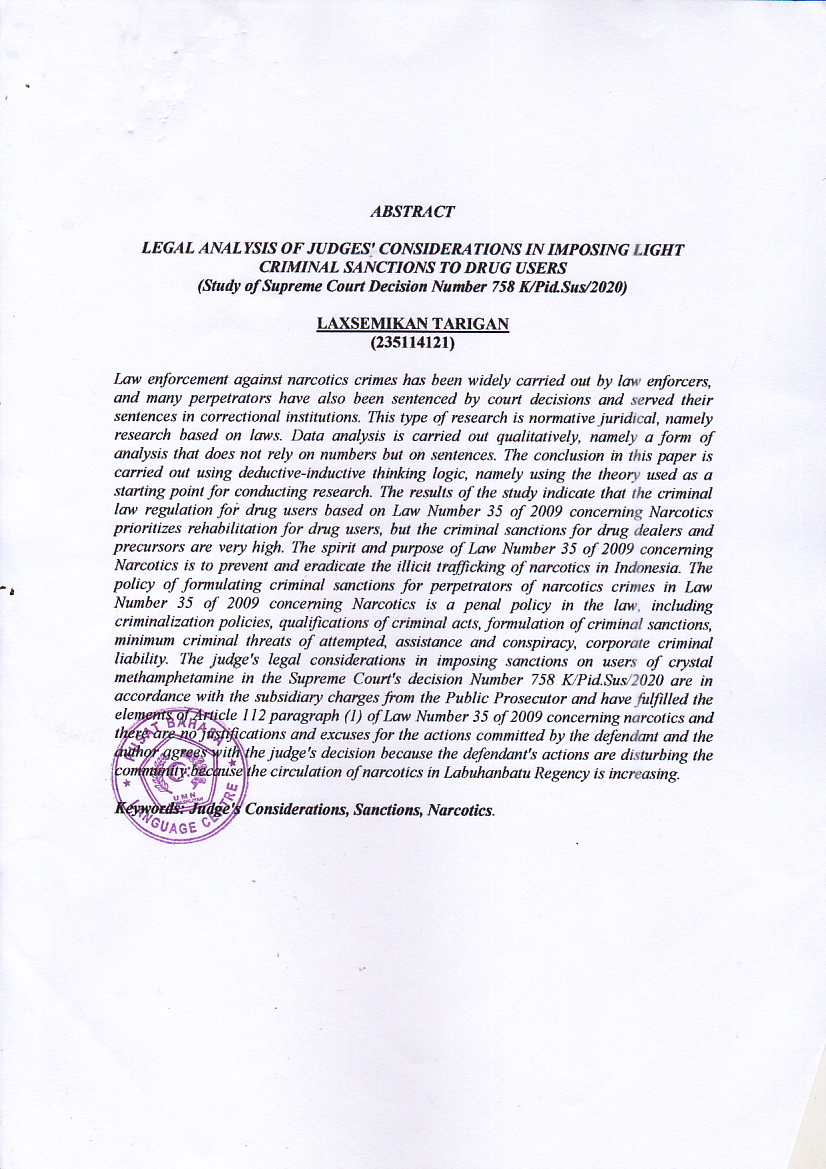 ABSTRACT
LEGAL ANALYSIS OF JUDGES' CONSIDERATIONS IN IMPOSING LIGHT
CRIMINAL SANCTIONS TO DRUG USERS
(Study of Supreme Court Decision Number 758 K/Pid.Sus/2020)
LAXSEMIKAN TARIGAN
(235114121)
Law enforcement against narcotics crimes has been widely carried out by law enforcers,
and many perpetrators have also been sentenced by court decisions and served their
sentences in correctional institutions. This type of research is normative juridical, namely
research based on laws. Data analysis is carried out qualitatively, namely a form of
analysis that does not rely on numbers but on sentences. The conclusion in this paper is
carried out using deductive-inductive thinking logic, namely using the theory used as a
starting point for conducting research. The results of the study indicate that the criminal
law regulation for drug users based on Law Number 35 of 2009 concerning Narcotics
prioritizes rehabilitation for drug users, but the criminal sanctions for drug dealers and
precursors are very high. The spirit and purpose of Law Number 35 of 2009 concerning
Narcotics is to prevent and eradicate the illicit trafficking of narcotics in Indonesia. The
policy of formulating criminal sanctions for perpetrators of narcotics crimes in Law
Number 35 of 2009 concerning Narcotics is a penal policy in the law, including
criminalization policies, qualifications of criminal acts, formulation of criminal sanctions,
minimum criminal threats of attempted, assistance and conspiracy, corporate criminal
liability. The judge's legal considerations in imposing sanctions on users of crystal
methamphetamine in the Supreme Court's decision Number 758 K/Pid.Sus/2020 are in
accordance with the subsidiary charges from the Public Prosecutor and have fulfilled the
elements of Article 112 paragraph (1) of Law Number 35 of 2009 concerning narcotics and
there are no justifications and excuses for the actions committed by the defendant and the
author agrees with the judge's decision because the defendant's actions are disturbing the
community because the circulation of narcotics in Labuhanbatu Regency is increasing.
Keywords: Judge's Considerations, Sanctions, Narcotics.
PUSAT BAHASA
UMN
LANGUAGE CENTRE